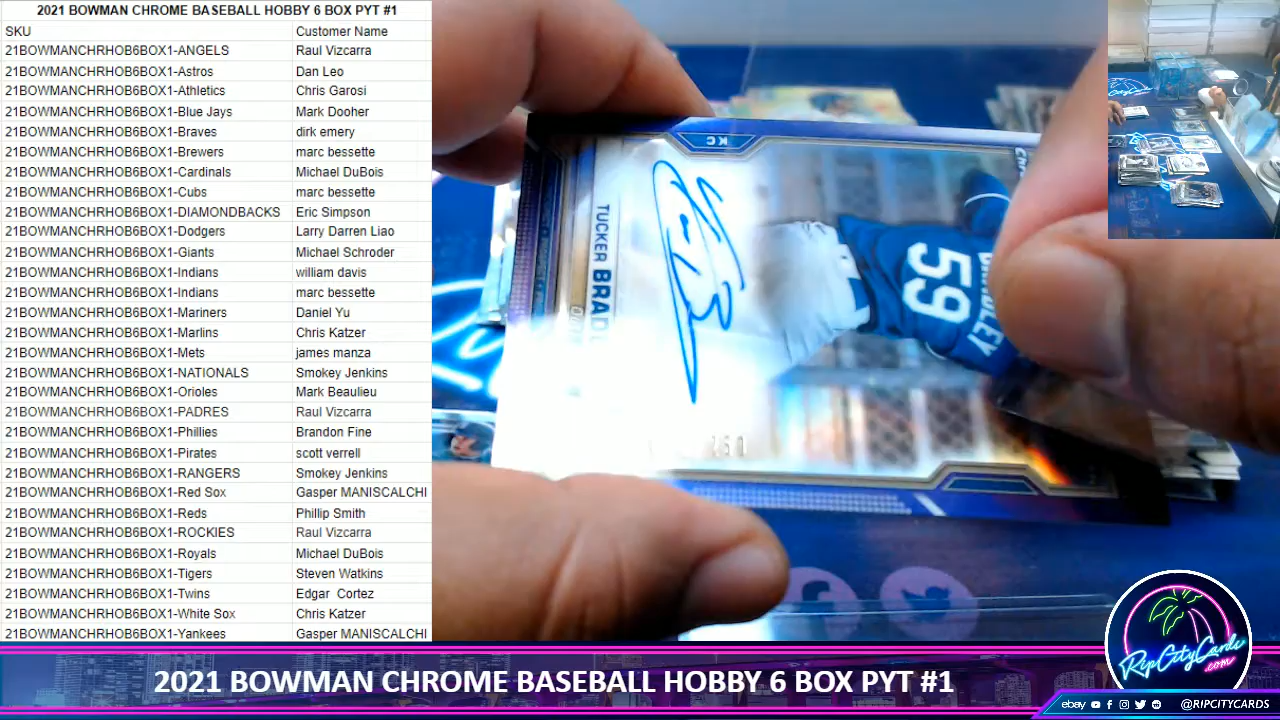 2021 BOWMAN CHROME BASEBALL HOBBY 6 BOX PYT #1
SKU Customer Name
21BOWMANCHRHOB6BOX1-ANGELS Raul Vizcarra
21BOWMANCHRHOB6BOX1-Astros Dan Leo
21BOWMANCHRHOB6BOX1-Athletics Chris Garosi
21BOWMANCHRHOB6BOX1-Blue Jays Mark Dooher
21BOWMANCHRHOB6BOX1-Braves dirk emery
21BOWMANCHRHOB6BOX1-Brewers marc bessette
21BOWMANCHRHOB6BOX1-Cardinals Michael DuBois
21BOWMANCHRHOB6BOX1-Cubs marc bessette
21BOWMANCHRHOB6BOX1-DIAMONDBACKS Eric Simpson
21BOWMANCHRHOB6BOX1-Dodgers Larry Darren Liao
21BOWMANCHRHOB6BOX1-Giants Michael Schroder
21BOWMANCHRHOB6BOX1-Indians william davis
21BOWMANCHRHOB6BOX1-Indians marc bessette
21BOWMANCHRHOB6BOX1-Mariners Daniel Yu
21BOWMANCHRHOB6BOX1-Marlins Chris Katzer
21BOWMANCHRHOB6BOX1-Mets james manza
21BOWMANCHRHOB6BOX1-NATIONALS Smokey Jenkins
21BOWMANCHRHOB6BOX1-Orioles Mark Beaulieu
21BOWMANCHRHOB6BOX1-PADRES Raul Vizcarra
21BOWMANCHRHOB6BOX1-Phillies Brandon Fine
21BOWMANCHRHOB6BOX1-Pirates scott verrell
21BOWMANCHRHOB6BOX1-RANGERS Smokey Jenkins
21BOWMANCHRHOB6BOX1-Red Sox Gasper MANISCALCHI
21BOWMANCHRHOB6BOX1-Reds Phillip Smith
21BOWMANCHRHOB6BOX1-ROCKIES Raul Vizcarra
21BOWMANCHRHOB6BOX1-Royals Michael DuBois
21BOWMANCHRHOB6BOX1-Tigers Steven Watkins
21BOWMANCHRHOB6BOX1-Twins Edgar Cortez
21BOWMANCHRHOB6BOX1-White Sox Chris Katzer
21BOWMANCHRHOB6BOX1-Yankees Gasper MANISCALCHI
KC
TUCKER
59
RipCityCards
.com
2021 BOWMAN CHROME BASEBALL HOBBY 6 BOX PYT #1
ebay @RIPCITYCARDS